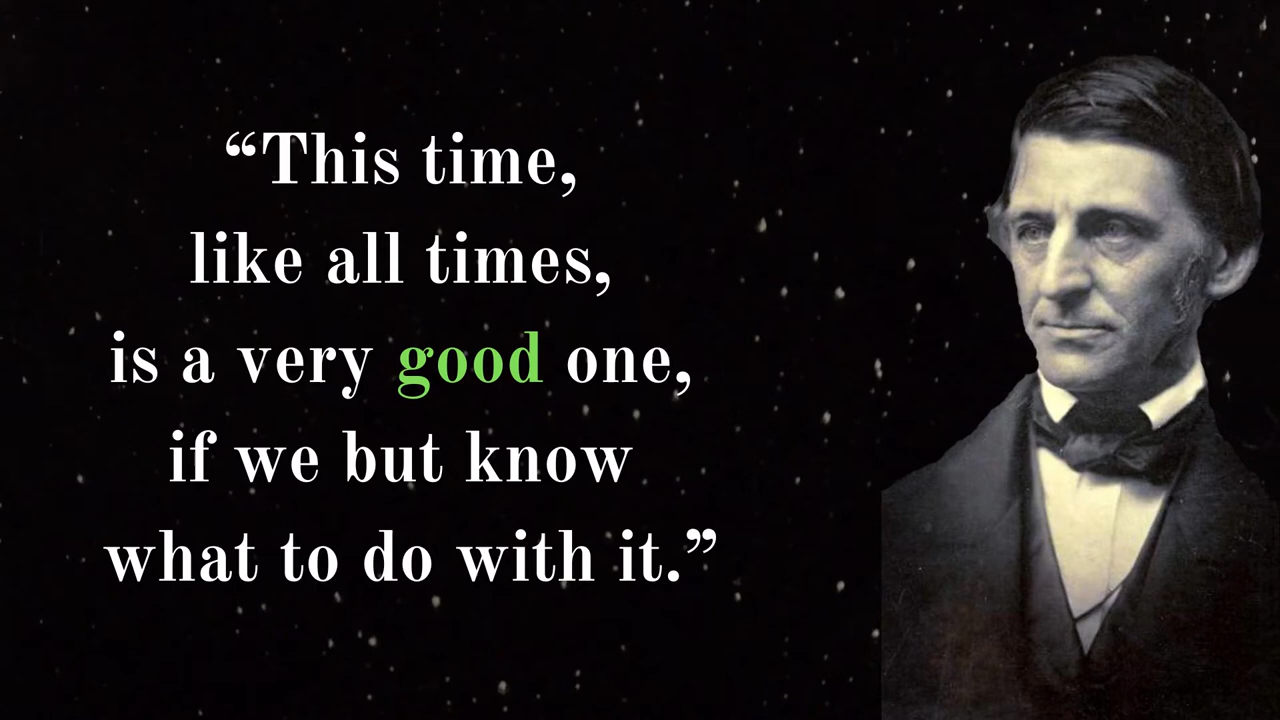 “This time,
like all times,
is a very good one,
if we but know
what to do with it.”